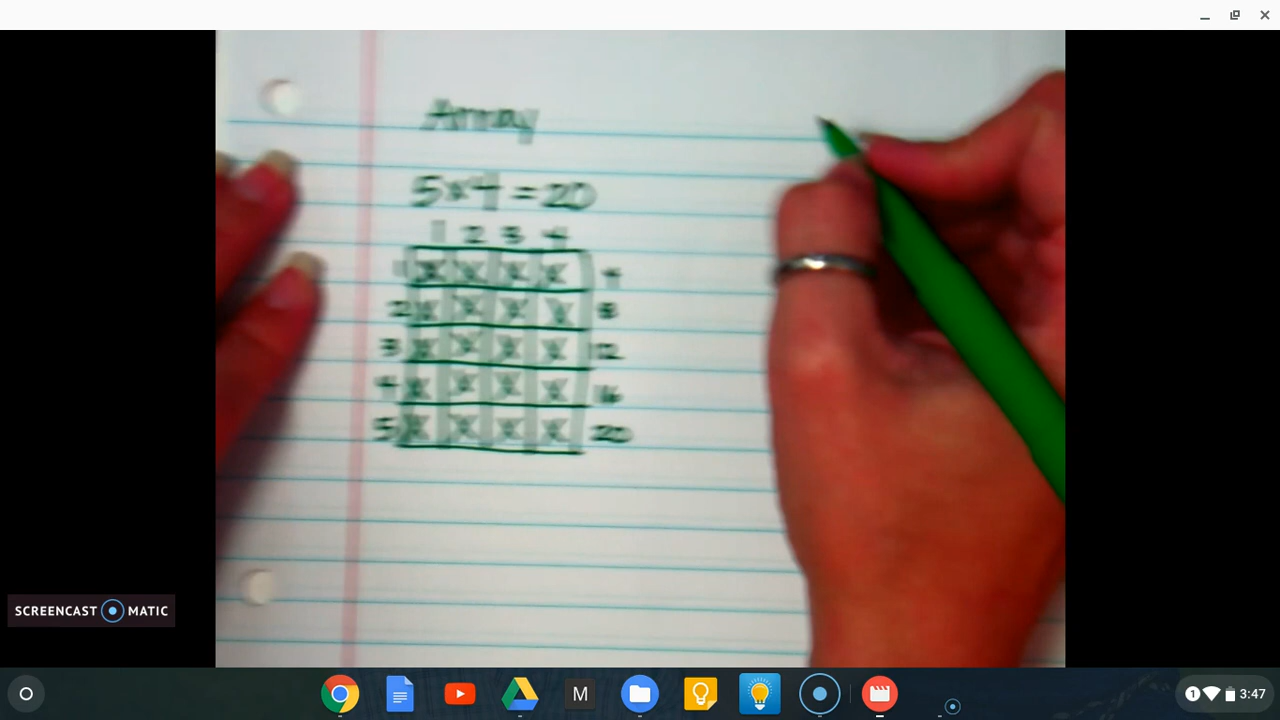 Array
5x4=20
1 2 3 4
1 x x x x 4
2 x x x x 8
3 x x x x 12
4 x x x x 16
5 x x x x 20
SCREENCAST MATIC
M
1 3:47